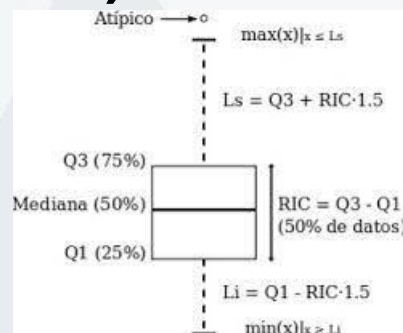 Atípico
max(x)|x ≤ Ls
Ls = Q3 + RIC·1.5
Q3 (75%)
Mediana (50%)
RIC = Q3 - Q1
(50% de datos)
Q1 (25%)
Li = Q1 - RIC·1.5
min(x)|x ≥ Li